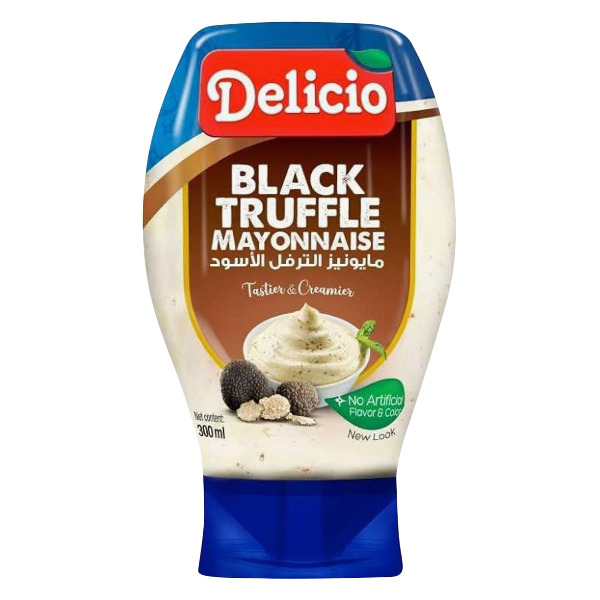 Delicio
BLACK
TRUFFLE
MAYONNAISE
مايونيز الترفل الأسود
Tastier & Creamier
No Artificial
Flavor & Color
New Look
Net content:
300 ml